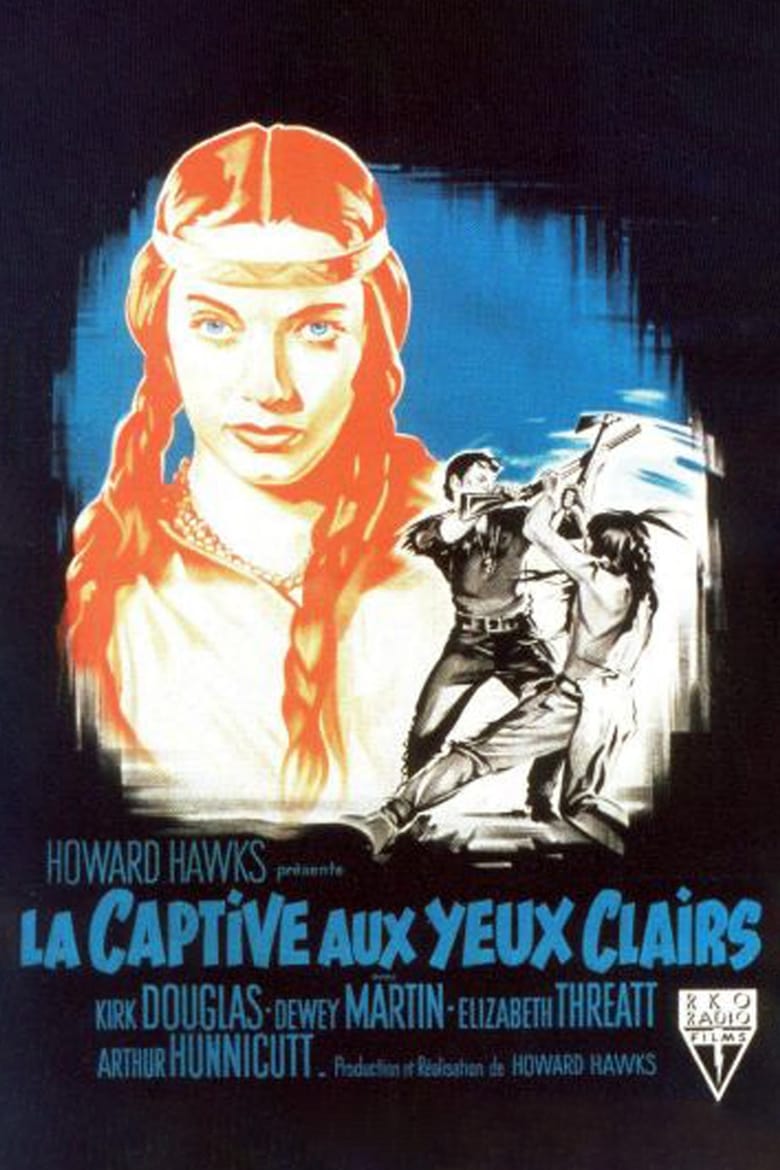 HOWARD HAWKS présente
LA CAPTIVE AUX YEUX CLAIRS
avec
KIRK DOUGLAS · DEWEY MARTIN · ELIZABETH THREATT
ARTHUR HUNNICUTT . Production et Réalisation de HOWARD HAWKS
RKO
RADIO
FILMS